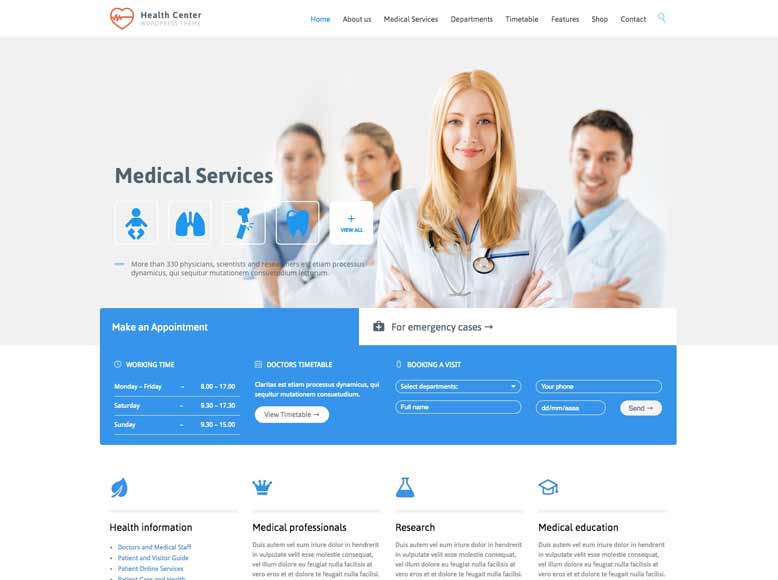 Health Center
WORDPRESS THEME
Home About us Medical Services Departments Timetable Features Shop Contact
Medical Services
+
VIEW ALL
More than 330 physicians, scientists and researchers est etiam processus
dynamicus, qui sequitur mutationem consuetudium lectorum.
Make an Appointment
For emergency cases →
WORKING TIME
Monday – Friday – 8.00 – 17.00
Saturday – 9.30 – 17.30
Sunday – 9.30 – 15.00
DOCTORS TIMETABLE
Claritas est etiam processus dynamicus, qui
sequitur mutationem consuetudium.
View Timetable →
BOOKING A VISIT
Select departments:
Your phone
Full name
dd/mm/aaaa
Send →
Health information
Doctors and Medical Staff
Patient and Visitor Guide
Patient Online Services
Patient Care and Health
Medical professionals
Duis autem vel eum iriure dolor in hendrerit
in vulputate velit esse molestie consequat,
vel illum dolore eu feugiat nulla facilisis at
vero eros et et dolore te feugait nulla facilisi.
Research
Duis autem vel eum iriure dolor in hendrerit
in vulputate velit esse molestie consequat,
vel illum dolore eu feugiat nulla facilisis at
vero eros et et dolore te feugait nulla facilisi.
Medical education
Duis autem vel eum iriure dolor in hendrerit
in vulputate velit esse molestie consequat,
vel illum dolore eu feugiat nulla facilisis at
vero eros et et dolore te feugait nulla facilisi.